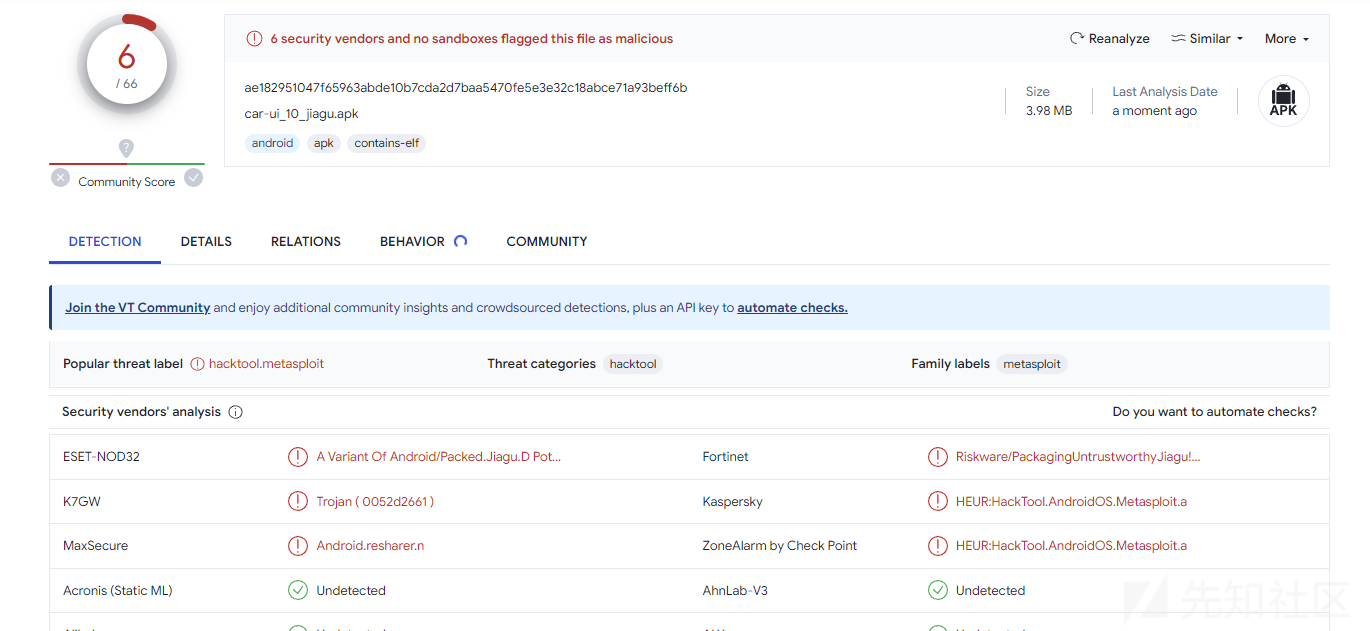 6
/ 66
Community Score
6 security vendors and no sandboxes flagged this file as malicious
Reanalyze Similar More
ae182951047f65963abde10b7cda2d7baa5470fe5e3e32c18abce71a93beff6b
car-ui_10_jiagu.apk
android apk contains-elf
Size
3.98 MB
Last Analysis Date
a moment ago
APK
DETECTION DETAILS RELATIONS BEHAVIOR COMMUNITY
Join the VT Community and enjoy additional community insights and crowdsourced detections, plus an API key to automate checks.
Popular threat label hacktool.metasploit Threat categories hacktool Family labels metasploit
Security vendors' analysis Do you want to automate checks?
ESET-NOD32 A Variant Of Android/Packed.Jiagu.D Pot... Fortinet Riskware/PackagingUntrustworthyJiagu!...
K7GW Trojan ( 0052d2661 ) Kaspersky HEUR:HackTool.AndroidOS.Metasploit.a
MaxSecure Android.resharer.n ZoneAlarm by Check Point HEUR:HackTool.AndroidOS.Metasploit.a
Acronis (Static ML) Undetected AhnLab-V3 Undetected
先知社区